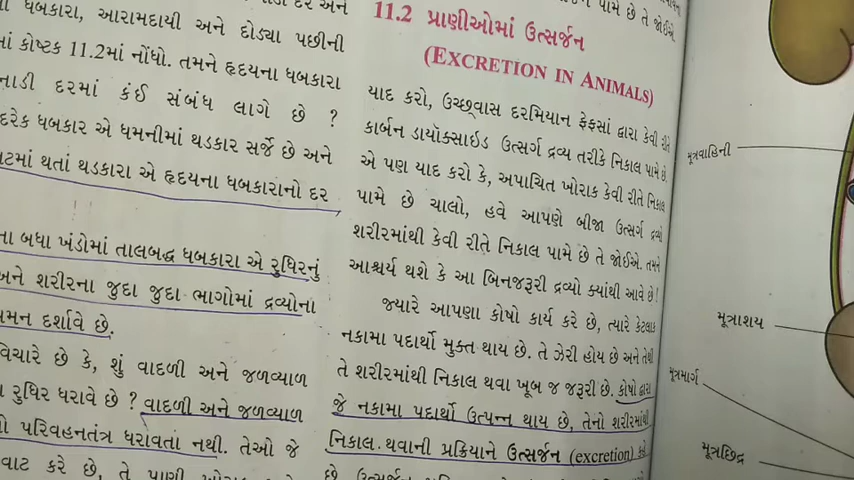 ધબકારા, આરામદાયી અને દોડ્યા પછીની
કોષ્ટક 11.2માં નોંધો. તમને હૃદયના ધબકારા
નાડી દરમાં કંઈ સંબંધ લાગે છે ?
દરેક ધબકાર એ ધમનીમાં થડકાર સર્જે છે અને
થતાં થડકારા એ હૃદયના ધબકારાનો દર
બધા ખંડોમાં તાલબદ્ધ ધબકારા એ રુધિરનું
અને શરીરના જુદા જુદા ભાગોમાં દ્રવ્યોના
દર્શાવે છે.
છે કે, શું વાદળી અને જળવ્યાળ
રુધિર ધરાવે છે ? વાદળી અને જળવ્યાળ
પરિવહનતંત્ર ધરાવતાં નથી. તેઓ જે
કરે છે, તે પાણી
પામે છે તે જોઈએ
11.2 પ્રાણીઓમાં ઉત્સર્જન
(EXCRETION IN ANIMALS)
યાદ કરો, ઉચ્છ્વાસ દરમિયાન ફેફસાં દ્વારા કેવી રીતે
કાર્બન ડાયૉક્સાઇડ ઉત્સર્ગ દ્રવ્ય તરીકે નિકાલ પામે છે.
એ પણ યાદ કરો કે, અપાચિત ખોરાક કેવી રીતે નિકાલ
પામે છે ચાલો, હવે આપણે બીજા ઉત્સર્ગ દ્રવ્યો
શરીરમાંથી કેવી રીતે નિકાલ પામે છે તે જોઈએ. તમને
આશ્ચર્ય થશે કે આ બિનજરૂરી દ્રવ્યો ક્યાંથી આવે છે!
જ્યારે આપણા કોષો કાર્ય કરે છે, ત્યારે કેટલાક
નકામા પદાર્થો મુક્ત થાય છે. તે ઝેરી હોય છે અને તેથી
તે શરીરમાંથી નિકાલ થવા ખૂબ જ જરૂરી છે. કોષો દ્વારા
જે નકામા પદાર્થો ઉત્પન્ન થાય છે, તેનો શરીરમાંથી
નિકાલ થવાની પ્રક્રિયાને ઉત્સર્જન (excretion) કહે
છે
મૂત્રવાહિની
મૂત્રાશય
મૂત્રમાર્ગ
મૂત્રછિદ્ર